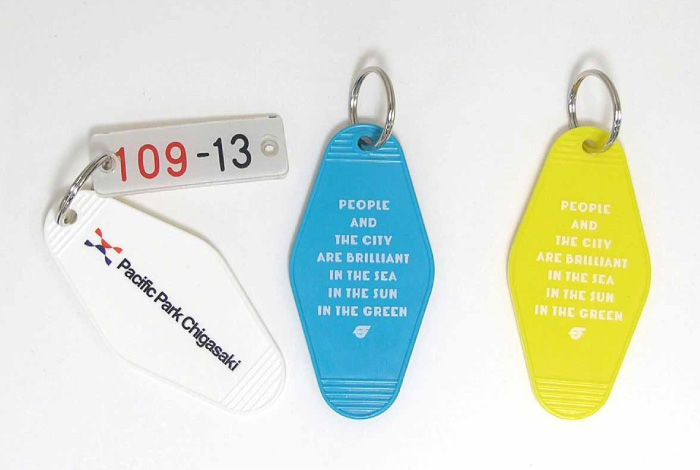 109-13
Pacific Park Chigasaki
PEOPLE
AND
THE CITY
ARE BRILLIANT
IN THE SEA
IN THE SUN
IN THE GREEN
PEOPLE
AND
THE CITY
ARE BRILLIANT
IN THE SEA
IN THE SUN
IN THE GREEN